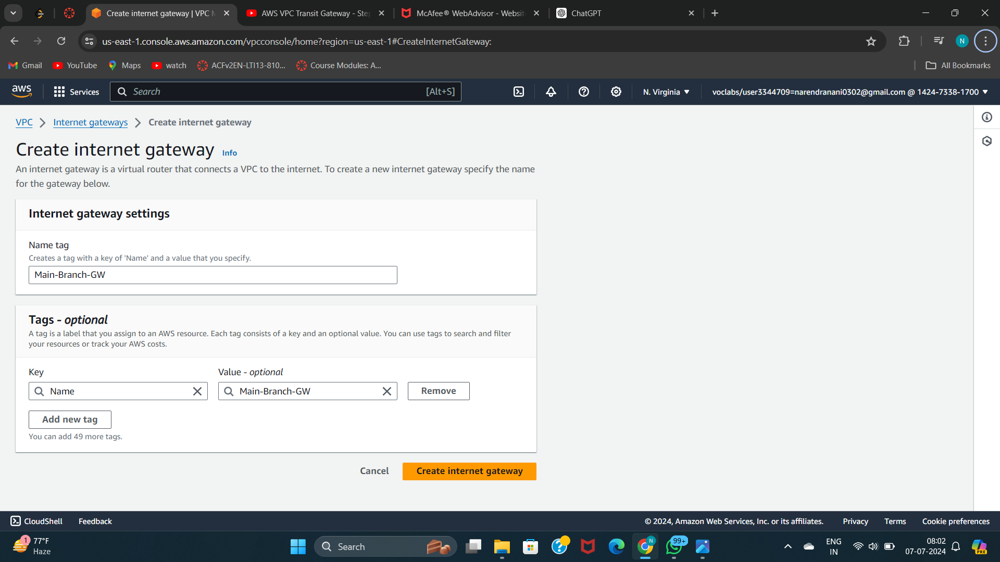 Create internet gateway | VPC M
AWS VPC Transit Gateway - Ste
McAfee® WebAdvisor - Websit
ChatGPT
us-east-1.console.aws.amazon.com/vpcconsole/home?region=us-east-1#CreateInternetGateway:
N
Gmail
YouTube
Maps
watch
ACFv2EN-LTI13-810...
Course Modules: A...
All Bookmarks
aws
Services
Search
[Alt+S]
N. Virginia
voclabs/user3344709=narendranani0302@gmail.com @ 1424-7338-1700
VPC
Internet gateways
Create internet gateway
Create internet gateway
Info
An internet gateway is a virtual router that connects a VPC to the internet. To create a new internet gateway specify the name
for the gateway below.
Internet gateway settings
Name tag
Creates a tag with a key of 'Name' and a value that you specify.
Main-Branch-GW
Tags - optional
A tag is a label that you assign to an AWS resource. Each tag consists of a key and an optional value. You can use tags to search and filter
your resources or track your AWS costs.
Key
Value - optional
Name
Main-Branch-GW
Remove
Add new tag
You can add 49 more tags.
Cancel
Create internet gateway
CloudShell
Feedback
© 2024, Amazon Web Services, Inc. or its affiliates.
Privacy
Terms
Cookie preferences
1
77°F
Haze
Search
N
99+
ENG
IN
08:02
07-07-2024
PRE